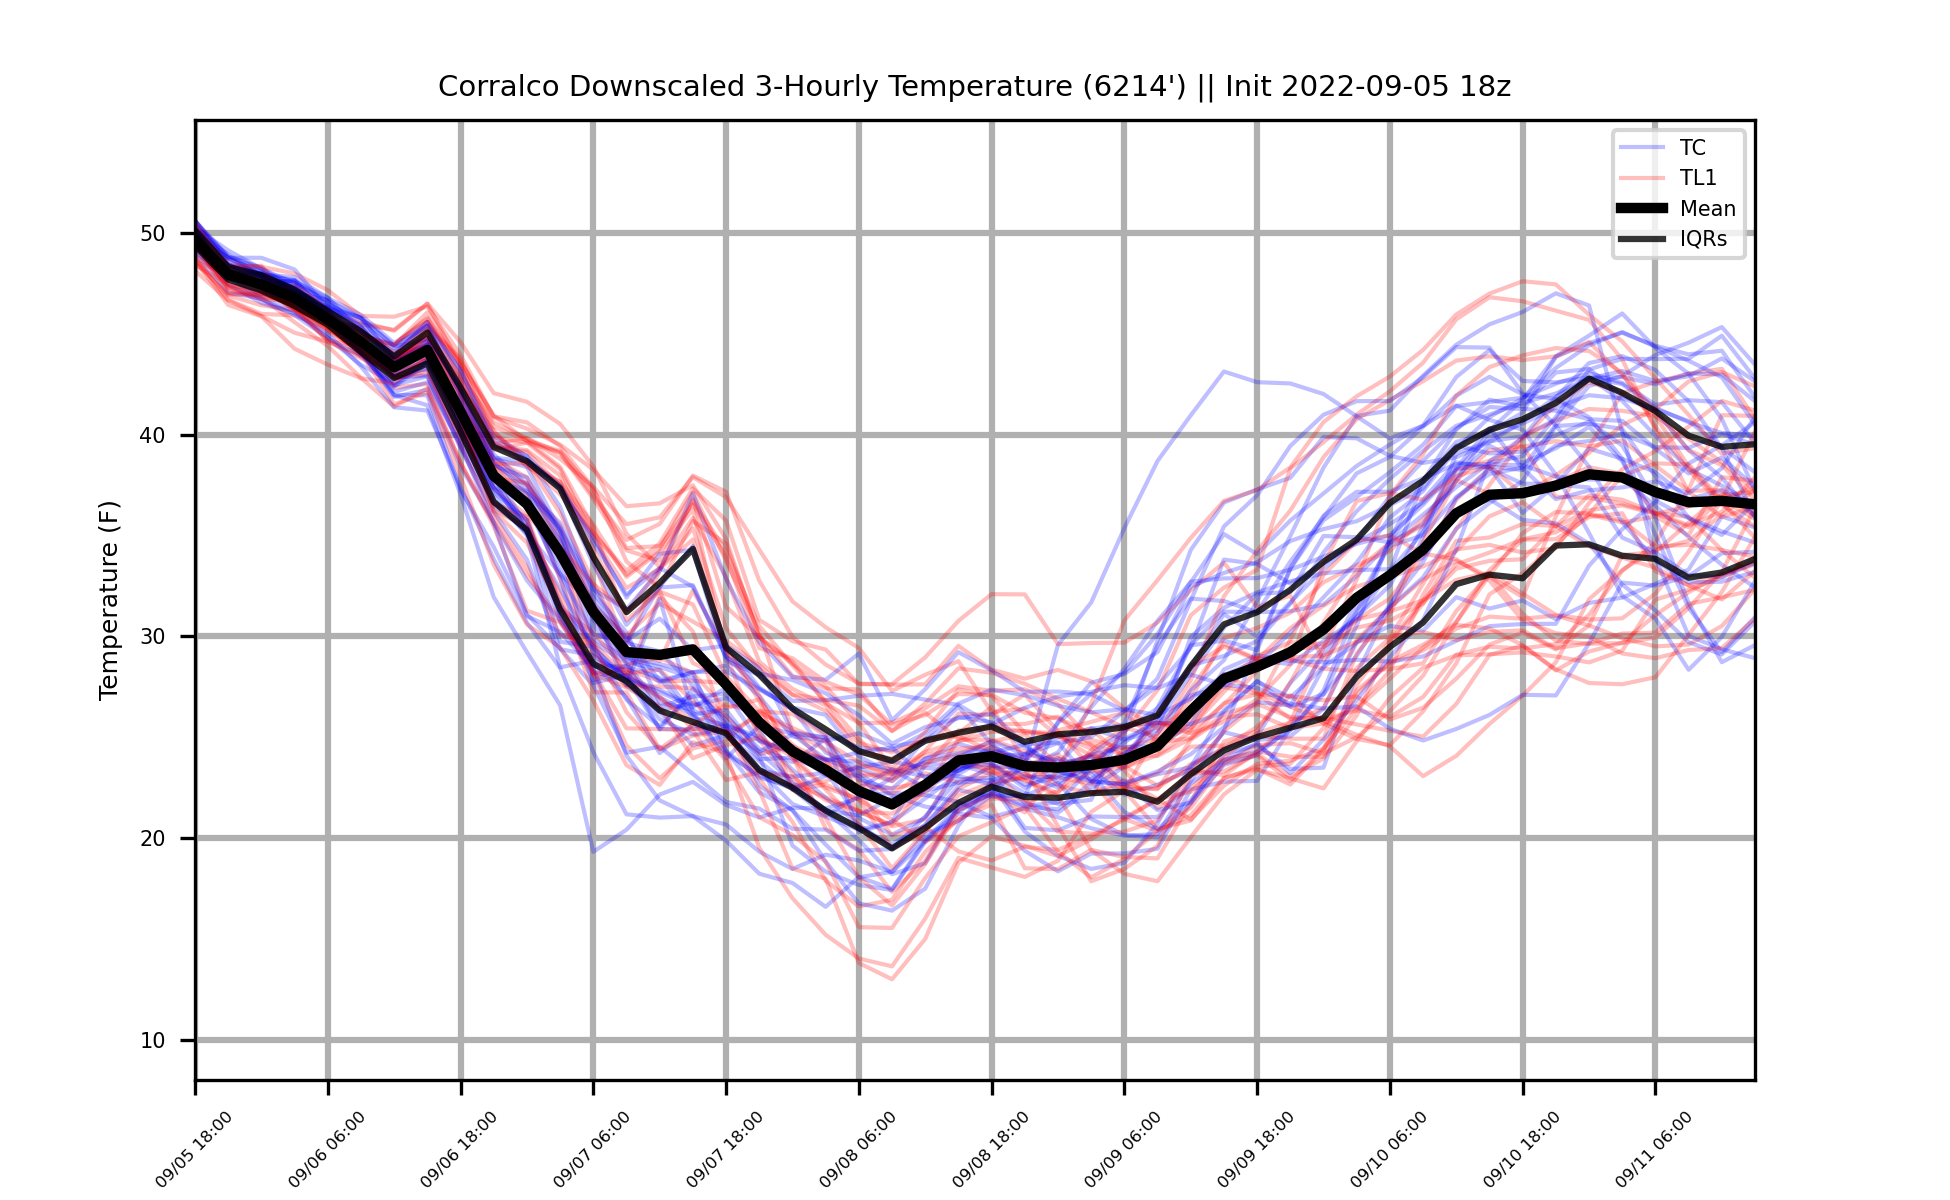 Corralco Downscaled 3-Hourly Temperature (6214') || Init 2022-09-05 18z
TC
TL1
Mean
IQRs
Temperature (F)
50
40
30
20
10
09/05 18:00
09/06 06:00
09/06 18:00
09/07 06:00
09/07 18:00
09/08 06:00
09/08 18:00
09/09 06:00
09/09 18:00
09/10 06:00
09/10 18:00
09/11 06:00